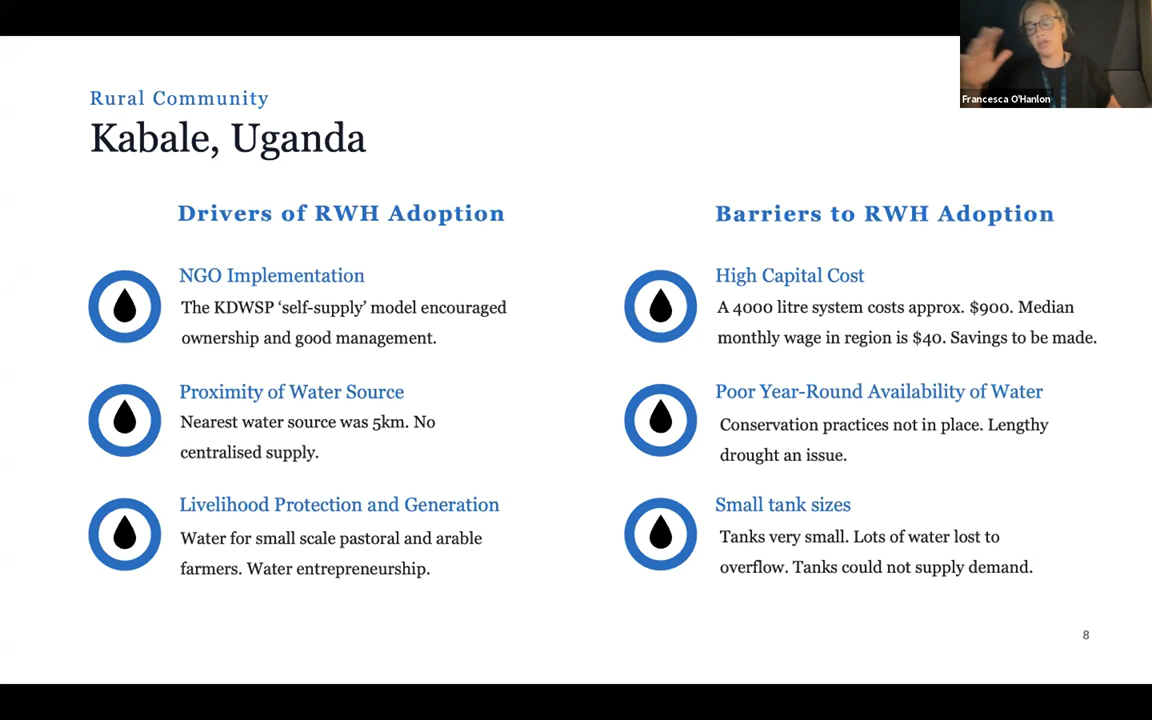 Francesca O'Hanlon
Rural Community
Kabale, Uganda
Drivers of RWH Adoption
NGO Implementation
The KDWSP ‘self-supply’ model encouraged
ownership and good management.
Proximity of Water Source
Nearest water source was 5km. No
centralised supply.
Livelihood Protection and Generation
Water for small scale pastoral and arable
farmers. Water entrepreneurship.
Barriers to RWH Adoption
High Capital Cost
A 4000 litre system costs approx. $900. Median
monthly wage in region is $40. Savings to be made.
Poor Year-Round Availability of Water
Conservation practices not in place. Lengthy
drought an issue.
Small tank sizes
Tanks very small. Lots of water lost to
overflow. Tanks could not supply demand.
8